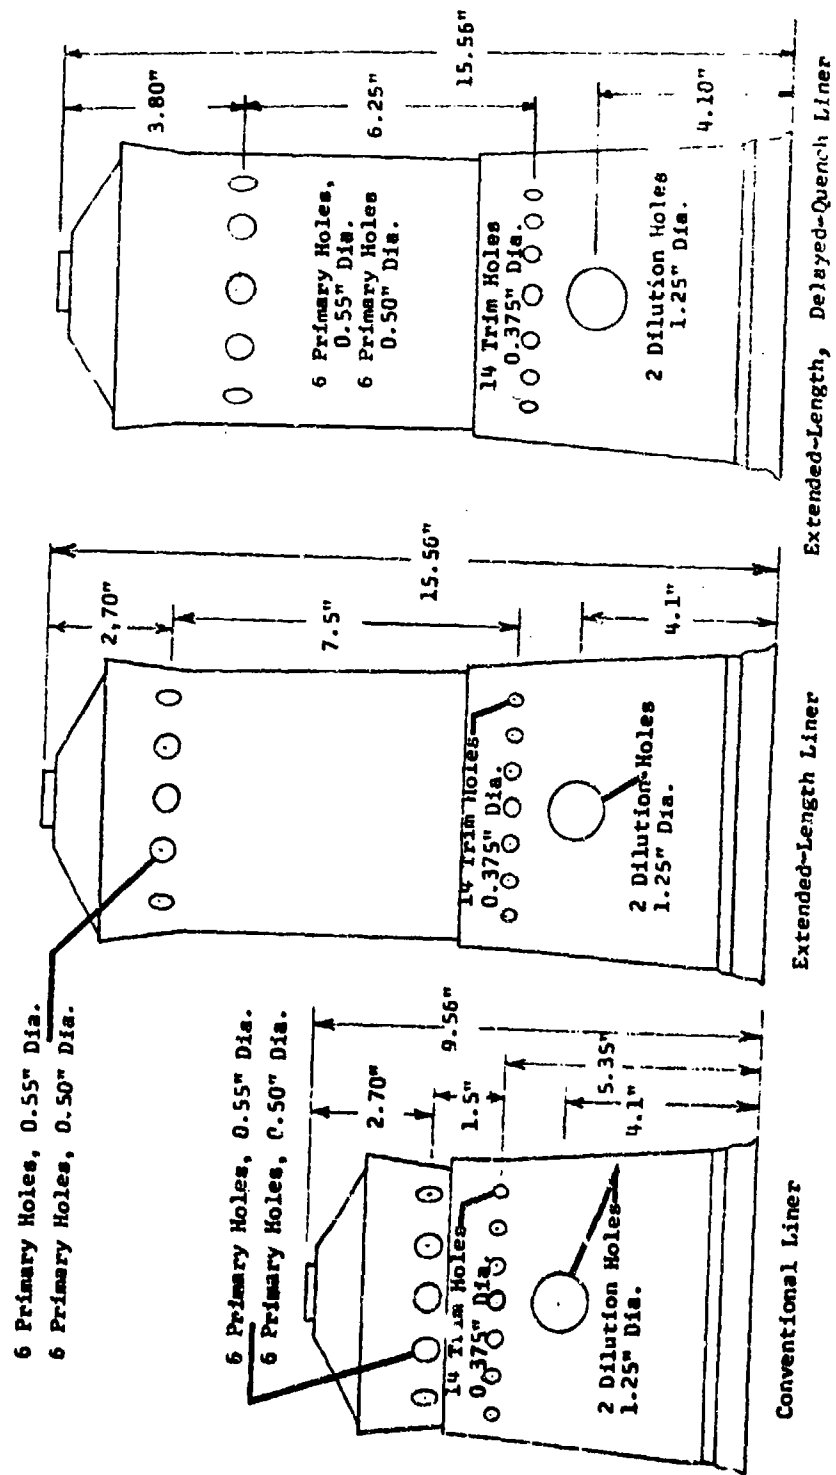 6 Primary Holes, 0.55" Dia.
6 Primary Holes, 0.50" Dia.
6 Primary Holes, 0.55" Dia.
6 Primary Holes, 0.50" Dia.
2.70"
1.5"
9.56"
5.35"
4.1"
14 Trim Holes
0.375" Dia.
2 Dilution Holes
1.25" Dia.
Conventional Liner
2.70"
7.5"
15.56"
4.1"
14 Trim Holes
0.375" Dia.
2 Dilution Holes
1.25" Dia.
Extended-Length Liner
3.80"
6.25"
15.56"
4.10"
6 Primary Holes,
0.55" Dia.
6 Primary Holes
0.50" Dia.
14 Trim Holes
0.375" Dia.
2 Dilution Holes
1.25" Dia.
Extended-Length, Delayed-Quench Liner